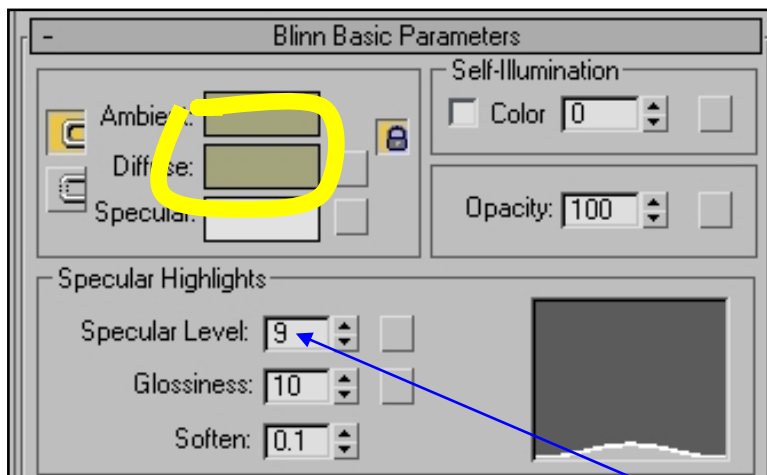 - Blinn Basic Parameters
Ambient:
Diffuse:
Specular:
Self-Illumination
Color 0
Opacity: 100
Specular Highlights
Specular Level: 9
Glossiness: 10
Soften: 0.1